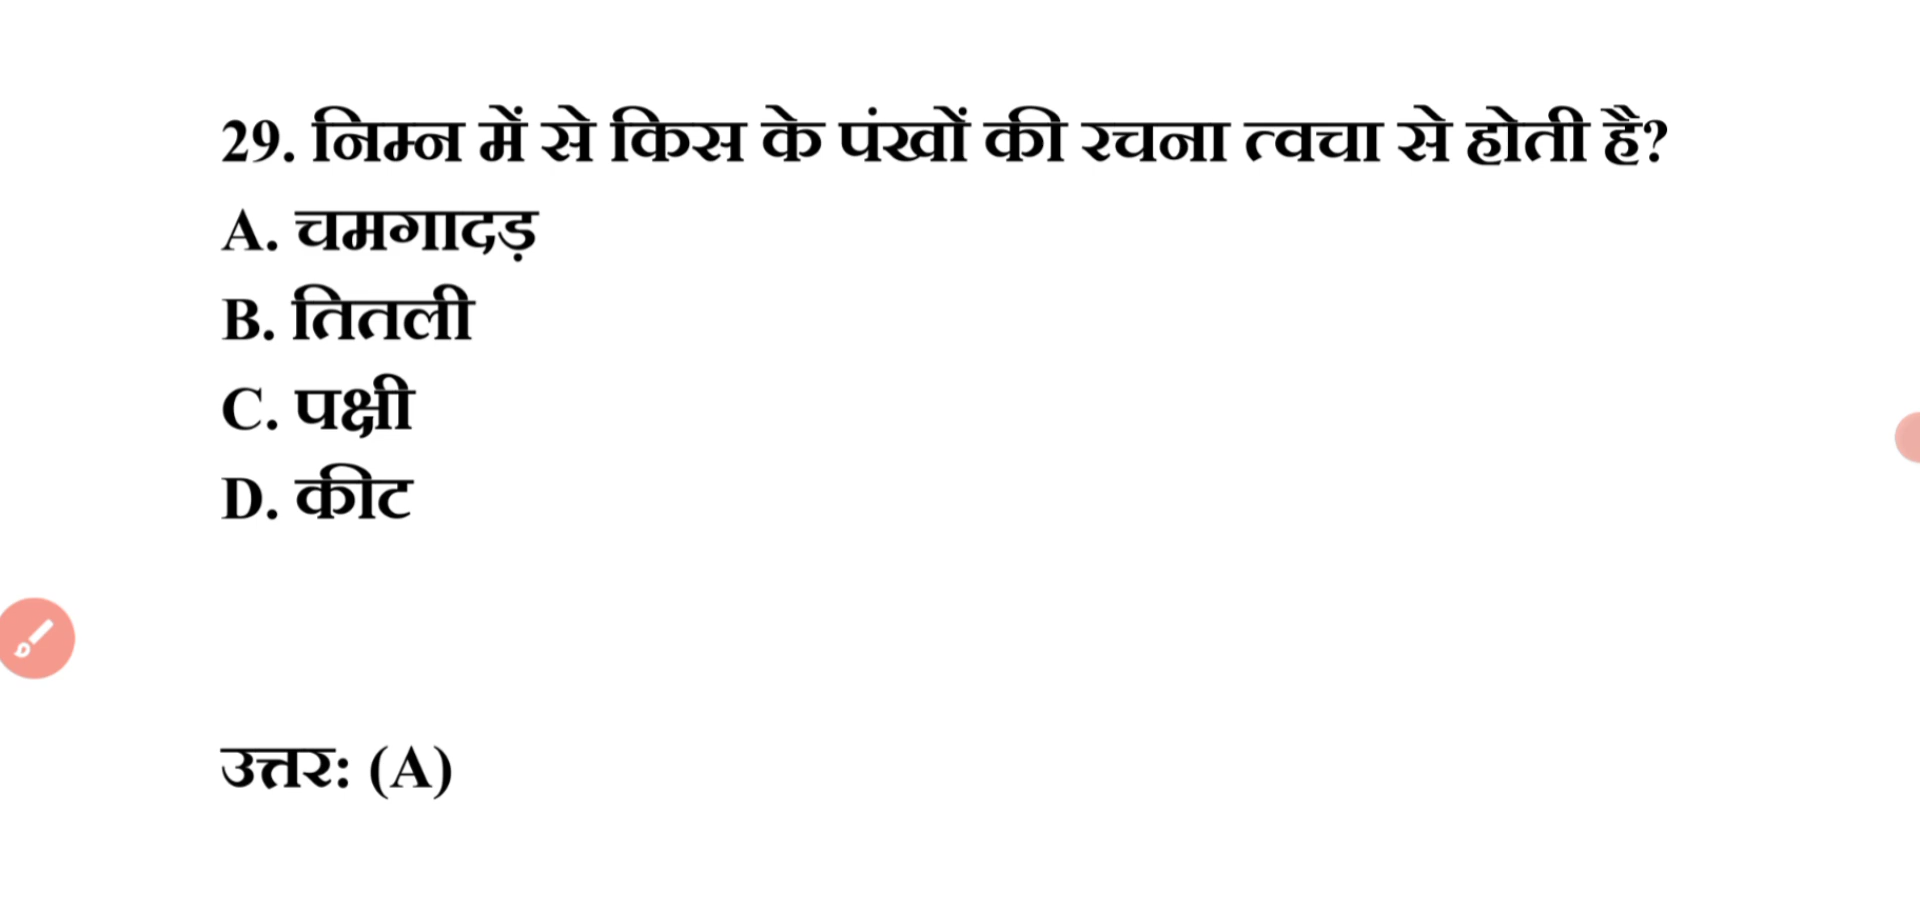 29. निम्न में से किस के पंखों की रचना त्वचा से होती है?
A. चमगादड़
B. तितली
C. पक्षी
D. कीट
उत्तर: (A)